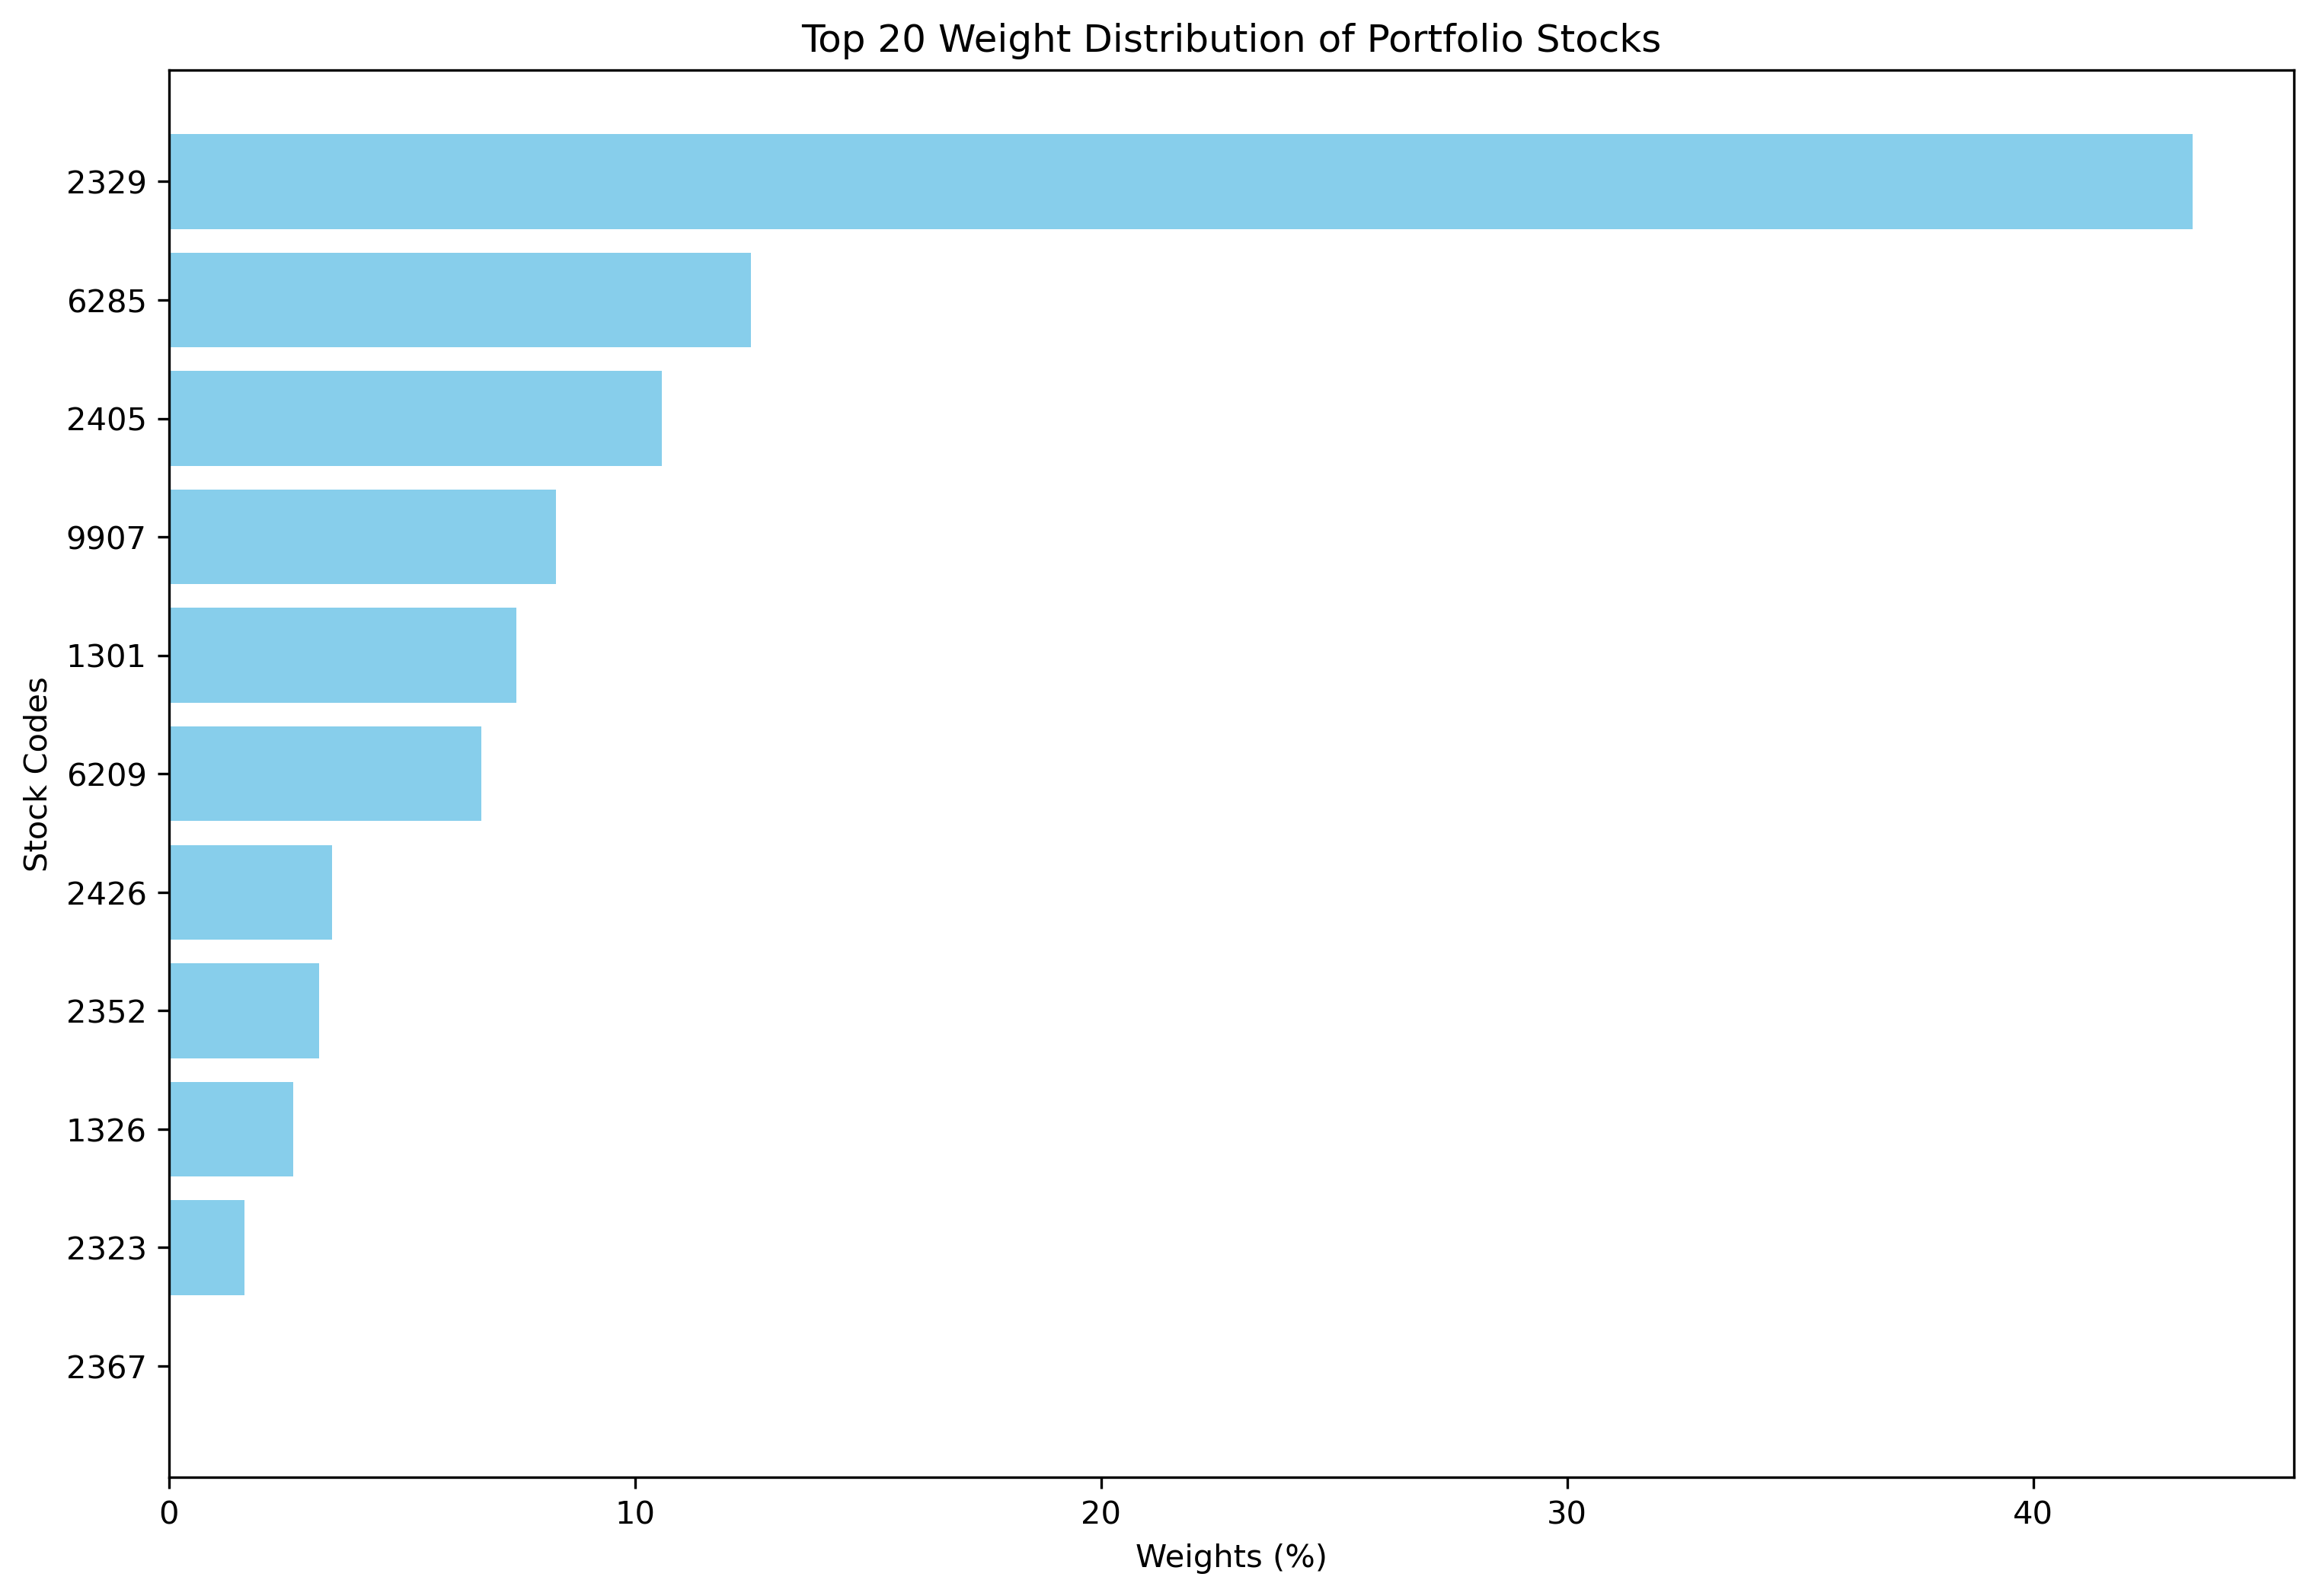 Top 20 Weight Distribution of Portfolio Stocks
Stock Codes
2329
6285
2405
9907
1301
6209
2426
2352
1326
2323
2367
0 10 20 30 40
Weights (%)